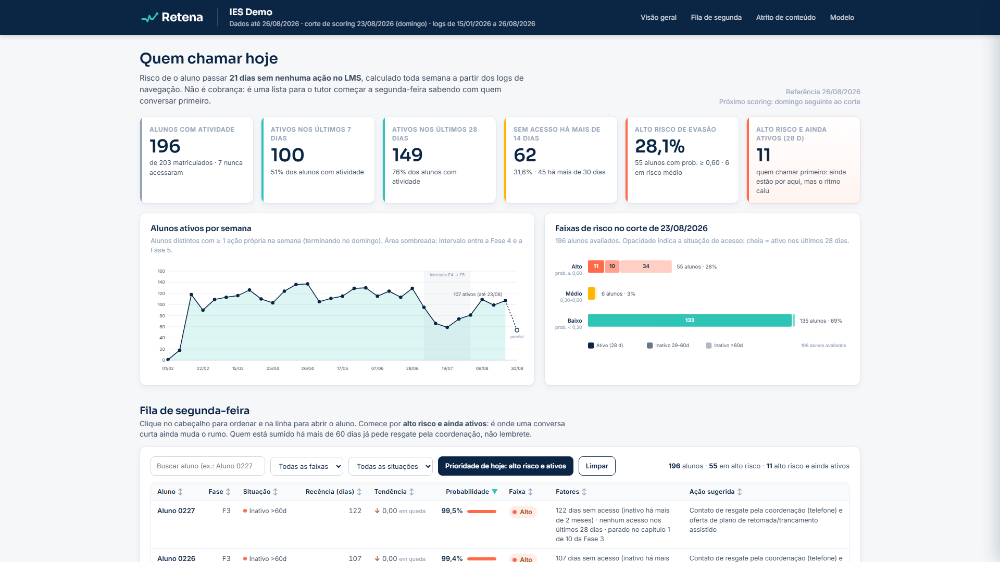 Retena
IES Demo
Dados até 26/08/2026 · corte de scoring 23/08/2026 (domingo) · logs de 15/01/2026 a 26/08/2026
Visão geral
Fila de segunda
Atrito de conteúdo
Modelo
Quem chamar hoje
Risco de o aluno passar 21 dias sem nenhuma ação no LMS, calculado toda semana a partir dos logs de
navegação. Não é cobrança: é uma lista para o tutor começar a segunda-feira sabendo com quem
conversar primeiro.
Referência 26/08/2026
Próximo scoring: domingo seguinte ao corte
ALUNOS COM ATIVIDADE
196
de 203 matriculados · 7 nunca
acessaram
ATIVOS NOS ÚLTIMOS 7
DIAS
100
51% dos alunos com atividade
ATIVOS NOS ÚLTIMOS 28
DIAS
149
76% dos alunos com
atividade
SEM ACESSO HÁ MAIS DE
14 DIAS
62
31,6% · 45 há mais de 30 dias
ALTO RISCO DE EVASÃO
28,1%
55 alunos com prob. ≥ 0,60 · 6
em risco médio
ALTO RISCO E AINDA
ATIVOS (28 D)
11
quem chamar primeiro: ainda
estão por aqui, mas o ritmo
caiu
Alunos ativos por semana
Alunos distintos com ≥ 1 ação própria na semana (terminando no domingo). Área sombreada: intervalo entre a Fase 4 e a
Fase 5.
160
140
120
100
80
60
40
20
0
intervalo F4 → F5
107 ativos (até 23/08)
parcial
01/02
22/02
15/03
05/04
26/04
17/05
07/06
28/06
19/07
09/08
30/08
Faixas de risco no corte de 23/08/2026
196 alunos avaliados. Opacidade indica a situação de acesso: cheia = ativo nos últimos 28 dias.
Alto
prob. ≥ 0,60
11
10
34
55 alunos · 28%
Médio
0,30–0,60
6 alunos · 3%
Baixo
prob. < 0,30
133
135 alunos · 69%
Ativo (28 d)
Inativo 29–60d
Inativo >60d
196 alunos avaliados
Fila de segunda-feira
Clique no cabeçalho para ordenar e na linha para abrir o aluno. Comece por alto risco e ainda ativos: é onde uma conversa
curta ainda muda o rumo. Quem está sumido há mais de 60 dias já pede resgate pela coordenação, não lembrete.
Buscar aluno (ex.: Aluno 0227
Todas as faixas
Todas as situações
Prioridade de hoje: alto risco e ativos
Limpar
196 alunos · 55 em alto risco · 11 alto risco e ainda ativos
Aluno ↕
Fase ↕
Situação ↕
Recência (dias) ↕
Tendência ↕
Probabilidade ▼
Faixa ↕
Fatores ↕
Ação sugerida ↕
Aluno 0227
F3
Inativo >60d
122
↓ 0,00 em queda
99,5%
Alto
122 dias sem acesso (inativo há mais
de 2 meses) · nenhum acesso nos
últimos 28 dias · parado no capítulo 1
de 10 da Fase 3
Contato de resgate pela coordenação (telefone) e
oferta de plano de retomada/trancamento
assistido
Aluno 0226
F3
Inativo >60d
107
↓ 0,00 em queda
99,4%
Alto
107 dias sem acesso (inativo há mais
Contato de resgate pela coordenação (telefone) e